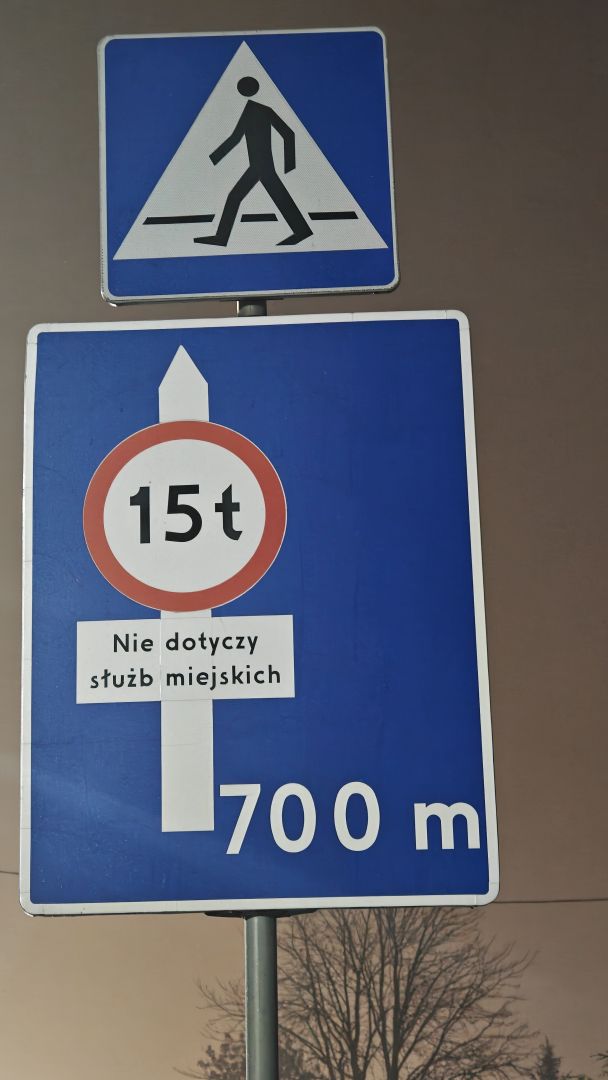 15t
Nie dotyczy
służb miejskich
700 m